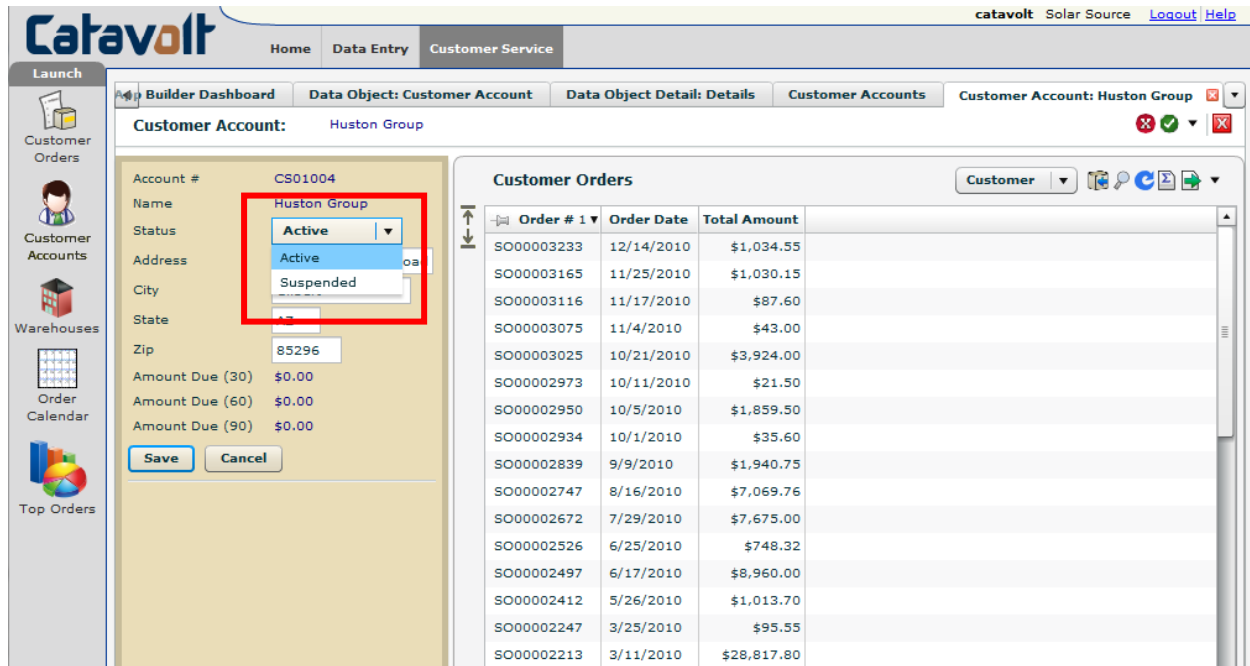 catavolt Solar Source Logout Help
Catavolt
Home Data Entry Customer Service
Launch
Customer Orders
Customer Accounts
Warehouses
Order Calendar
Top Orders
Builder Dashboard Data Object: Customer Account Data Object Detail: Details Customer Accounts Customer Account: Huston Group
Customer Account: Huston Group
Account # CS01004
Name Huston Group
Status Active
Active
Suspended
Address
City
State AZ
Zip 85296
Amount Due (30) $0.00
Amount Due (60) $0.00
Amount Due (90) $0.00
Save Cancel
Customer Orders Customer
Order # 1 Order Date Total Amount
SO00003233 12/14/2010 $1,034.55
SO00003165 11/25/2010 $1,030.15
SO00003116 11/17/2010 $87.60
SO00003075 11/4/2010 $43.00
SO00003025 10/21/2010 $3,924.00
SO00002973 10/11/2010 $21.50
SO00002950 10/5/2010 $1,859.50
SO00002934 10/1/2010 $35.60
SO00002839 9/9/2010 $1,940.75
SO00002747 8/16/2010 $7,069.76
SO00002672 7/29/2010 $7,675.00
SO00002526 6/25/2010 $748.32
SO00002497 6/17/2010 $8,960.00
SO00002412 5/26/2010 $1,013.70
SO00002247 3/25/2010 $95.55
SO00002213 3/11/2010 $28,817.80